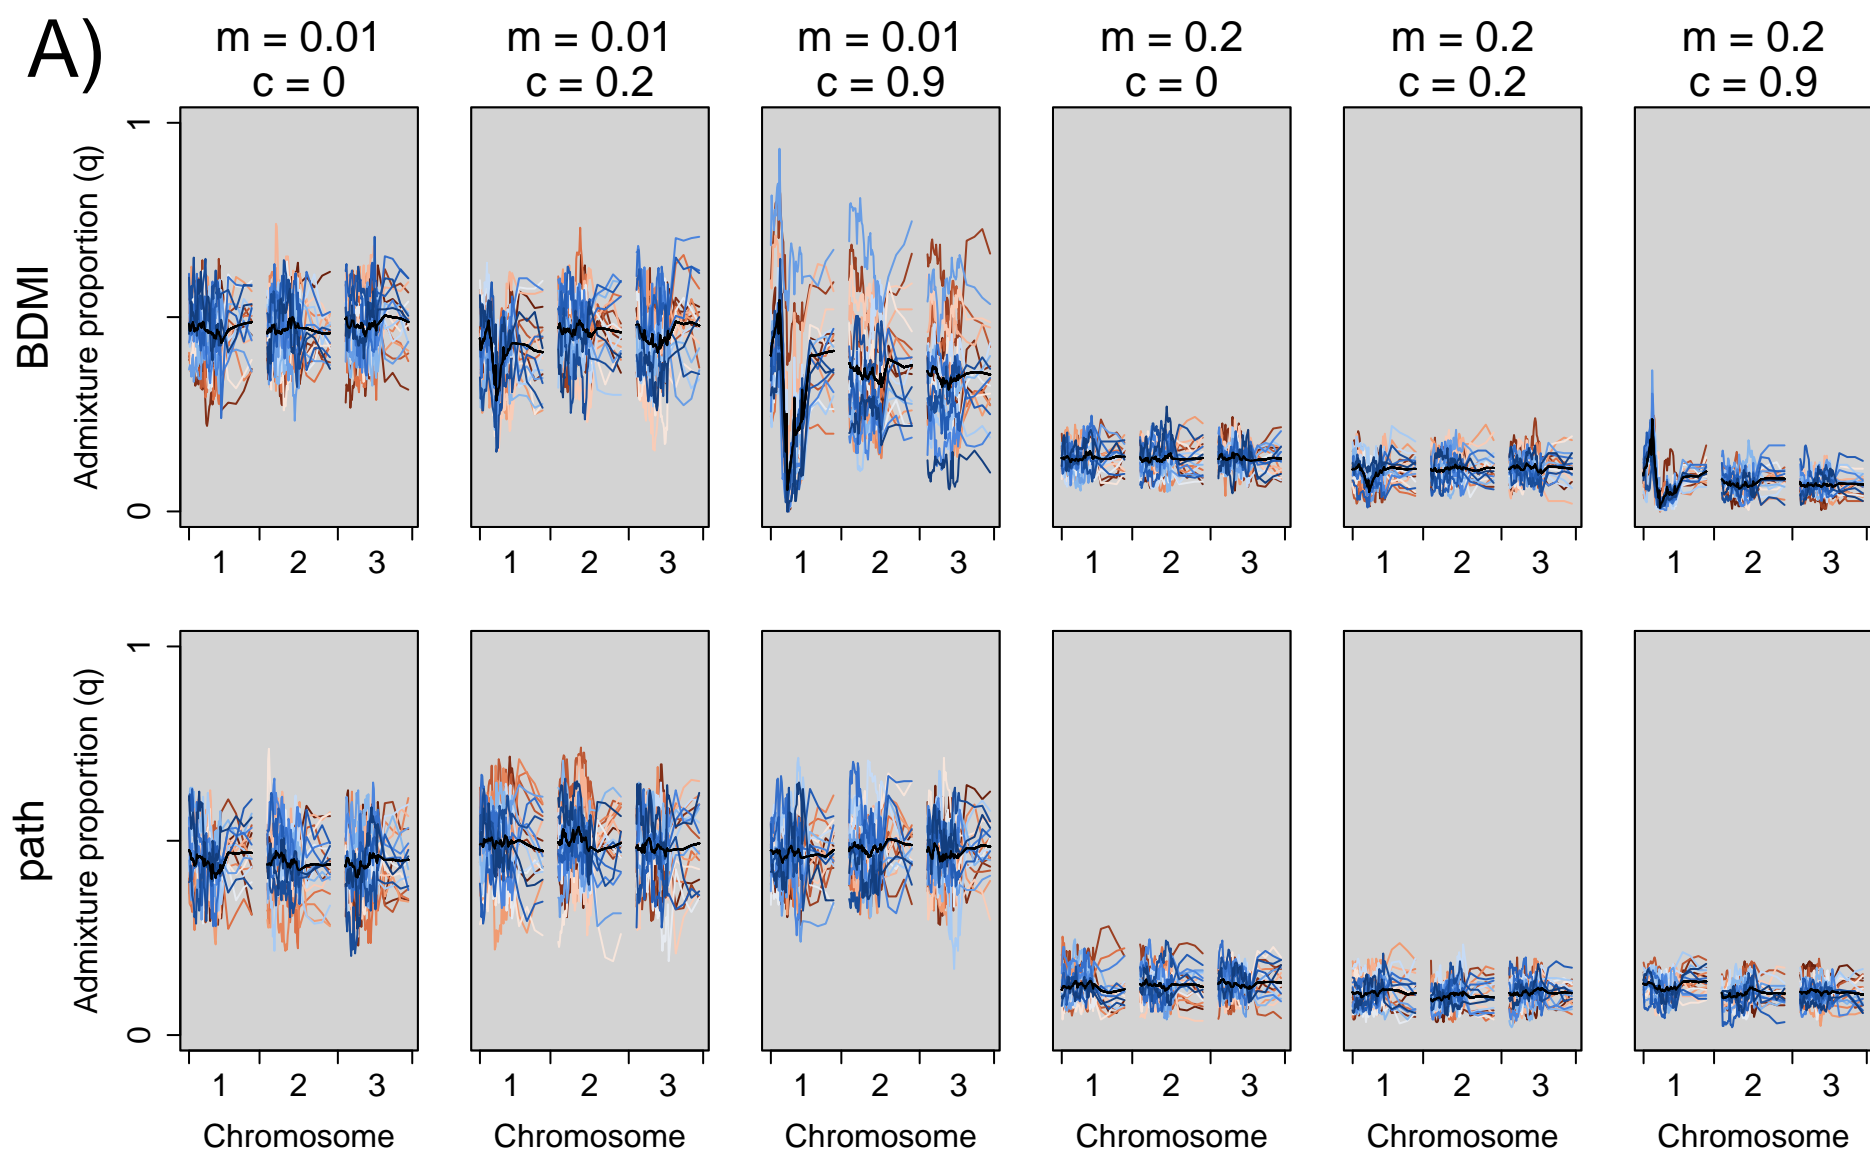 A)
m = 0.01 m = 0.01 m = 0.01 m = 0.2 m = 0.2 m = 0.2
c = 0 c = 0.2 c = 0.9 c = 0 c = 0.2 c = 0.9
BDMI
Admixture proportion (q)
1
0
1 2 3 1 2 3 1 2 3 1 2 3 1 2 3 1 2 3
path
Admixture proportion (q)
1
0
1 2 3 1 2 3 1 2 3 1 2 3 1 2 3 1 2 3
Chromosome Chromosome Chromosome Chromosome Chromosome Chromosome